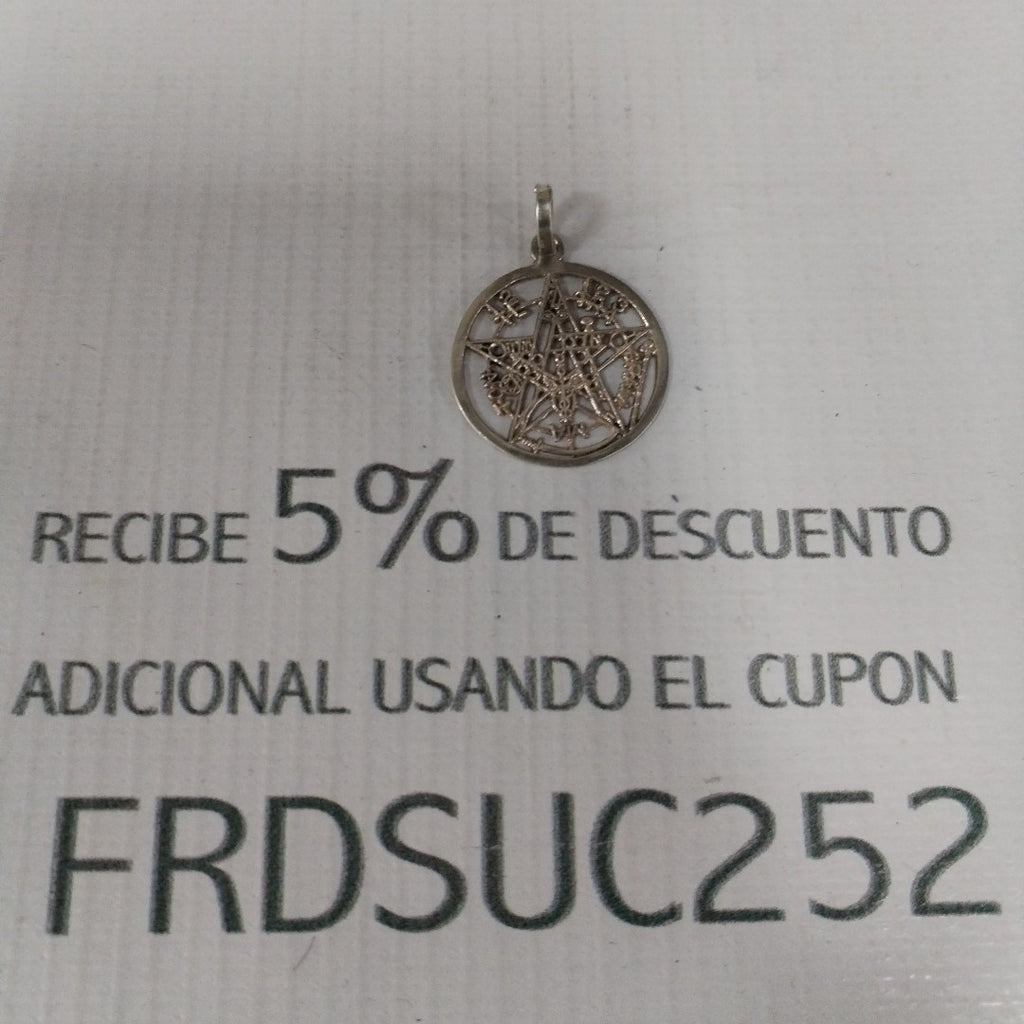 RECIBE 5% DE DESCUENTO
ADICIONAL USANDO EL CUPON
FRDSUC252